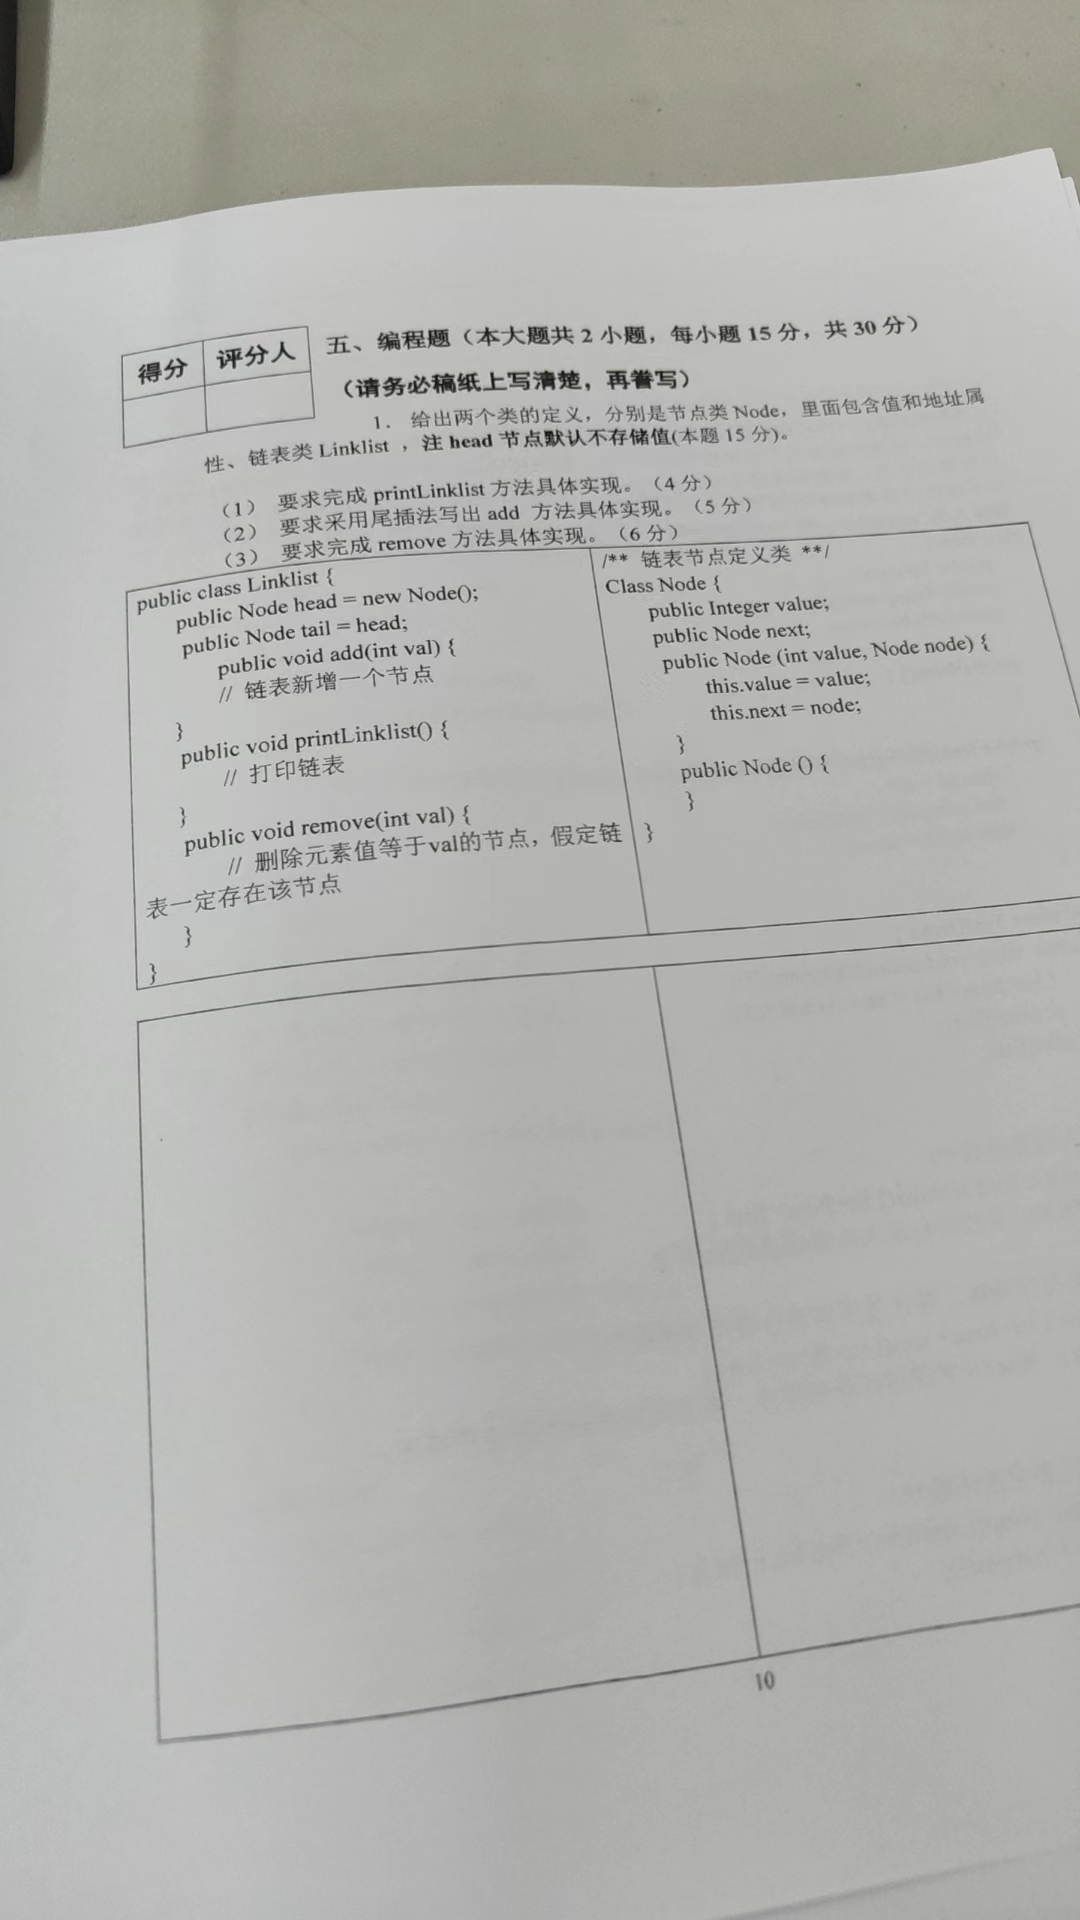 得分 评分人
五、编程题（本大题共 2 小题，每小题 15 分，共 30 分）
（请务必稿纸上写清楚，再眷写）
1. 给出两个类的定义，分别是节点类 Node，里面包含值和地址属
性、链表类 Linklist ，注 head 节点默认不存储值(本题 15 分)。
（1） 要求完成 printLinklist 方法具体实现。（4 分）
（2） 要求采用尾插法写出 add 方法具体实现。（5 分）
（3） 要求完成 remove 方法具体实现。（6 分）
public class Linklist {
public Node head = new Node();
public Node tail = head;
public void add(int val) {
// 链表新增一个节点
}
public void printLinklist() {
// 打印链表
}
public void remove(int val) {
// 删除元素值等于val的节点，假定链
表一定存在该节点
}
}
/** 链表节点定义类 **/
Class Node {
public Integer value;
public Node next;
public Node (int value, Node node) {
this.value = value;
this.next = node;
}
public Node () {
}
}
10